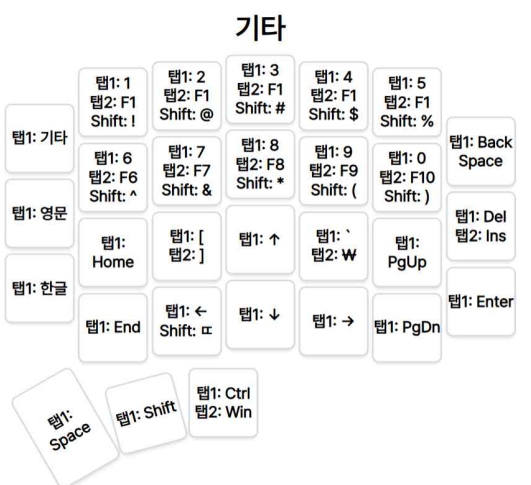 기타
탭1: 1
탭2: F1
Shift: !
탭1: 2
탭2: F1
Shift: @
탭1: 3
탭2: F1
Shift: #
탭1: 4
탭2: F1
Shift: $
탭1: 5
탭2: F1
Shift: %
탭1: 기타
탭1: 6
탭2: F6
Shift: ^
탭1: 7
탭2: F7
Shift: &
탭1: 8
탭2: F8
Shift: *
탭1: 9
탭2: F9
Shift: (
탭1: 0
탭2: F10
Shift: )
탭1: Back
Space
탭1: 영문
탭1:
Home
탭1: [
탭2: ]
탭1: ↑
탭1: `
탭2: ₩
탭1:
PgUp
탭1: Del
탭2: Ins
탭1: 한글
탭1: End
탭1: ←
Shift: ㄸ
탭1: ↓
탭1: →
탭1: PgDn
탭1: Enter
탭1:
Space
탭1: Shift
탭1: Ctrl
탭2: Win